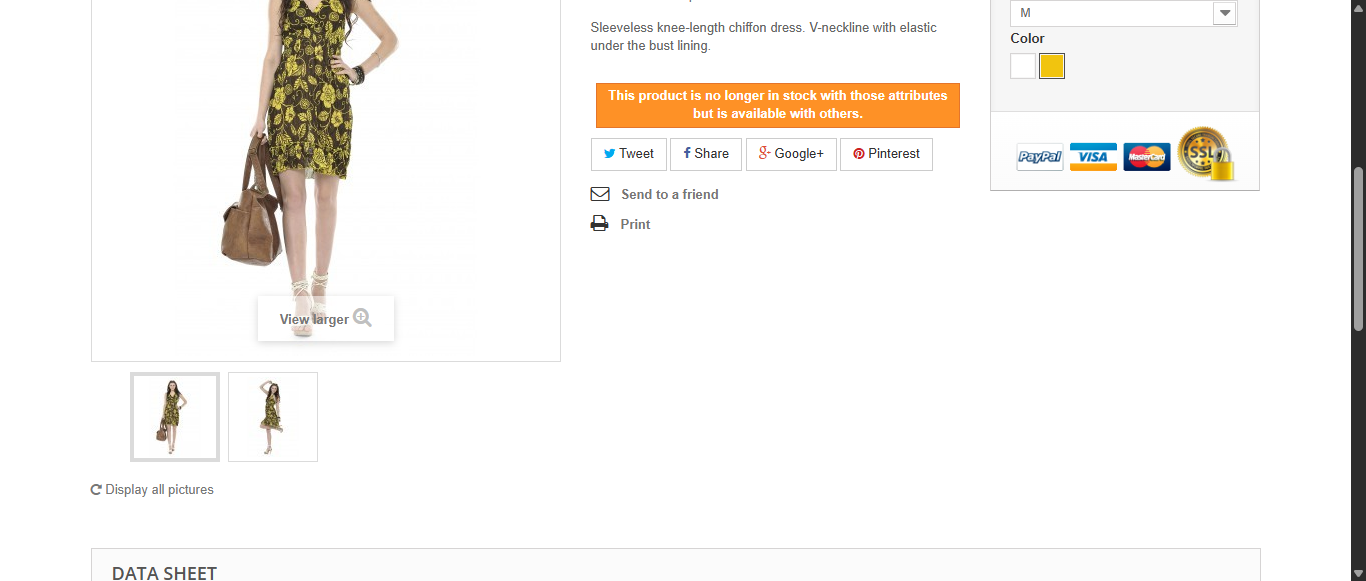 Sleeveless knee-length chiffon dress. V-neckline with elastic
under the bust lining.
This product is no longer in stock with those attributes
but is available with others.
Tweet
Share
Google+
Pinterest
Send to a friend
Print
M
Color
PayPal
VISA
MasterCard
SSL
View larger
Display all pictures
DATA SHEET